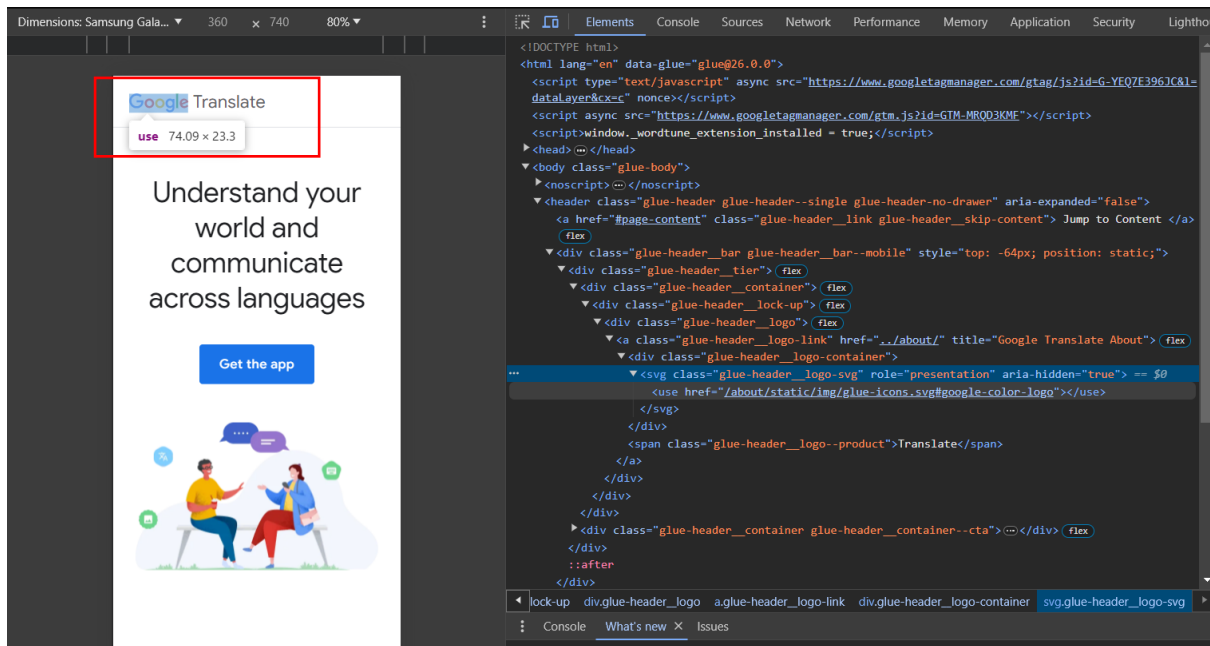 Dimensions: Samsung Gala... ▼ 360 x 740 80% ▼
Elements Console Sources Network Performance Memory Application Security Lightho
Google Translate
use 74.09 × 23.3
Understand your
world and
communicate
across languages
Get the app
<!DOCTYPE html>
<html lang="en" data-glue="glue@26.0.0">
<script type="text/javascript" async src="https://www.googletagmanager.com/gtag/js?id=G-YEQ7E396JC&l=
dataLayer&cx=c" nonce></script>
<script async src="https://www.googletagmanager.com/gtm.js?id=GTM-MRQD3KMF"></script>
<script>window._wordtune_extension_installed = true;</script>
▶<head>…</head>
▼<body class="glue-body">
▶<noscript>…</noscript>
▼<header class="glue-header glue-header--single glue-header-no-drawer" aria-expanded="false">
<a href="#page-content" class="glue-header__link glue-header__skip-content"> Jump to Content </a>
flex
▼<div class="glue-header__bar glue-header__bar--mobile" style="top: -64px; position: static;">
▼<div class="glue-header__tier"> flex
▼<div class="glue-header__container"> flex
▼<div class="glue-header__lock-up"> flex
▼<div class="glue-header__logo"> flex
▼<a class="glue-header__logo-link" href="../about/" title="Google Translate About"> flex
▼<div class="glue-header__logo-container">
… ▼<svg class="glue-header__logo-svg" role="presentation" aria-hidden="true"> == $0
<use href="/about/static/img/glue-icons.svg#google-color-logo"></use>
</svg>
</div>
<span class="glue-header__logo--product">Translate</span>
</a>
</div>
</div>
</div>
▶<div class="glue-header__container glue-header__container--cta">…</div> flex
</div>
::after
</div>
lock-up div.glue-header__logo a.glue-header__logo-link div.glue-header__logo-container svg.glue-header__logo-svg
Console What's new × Issues